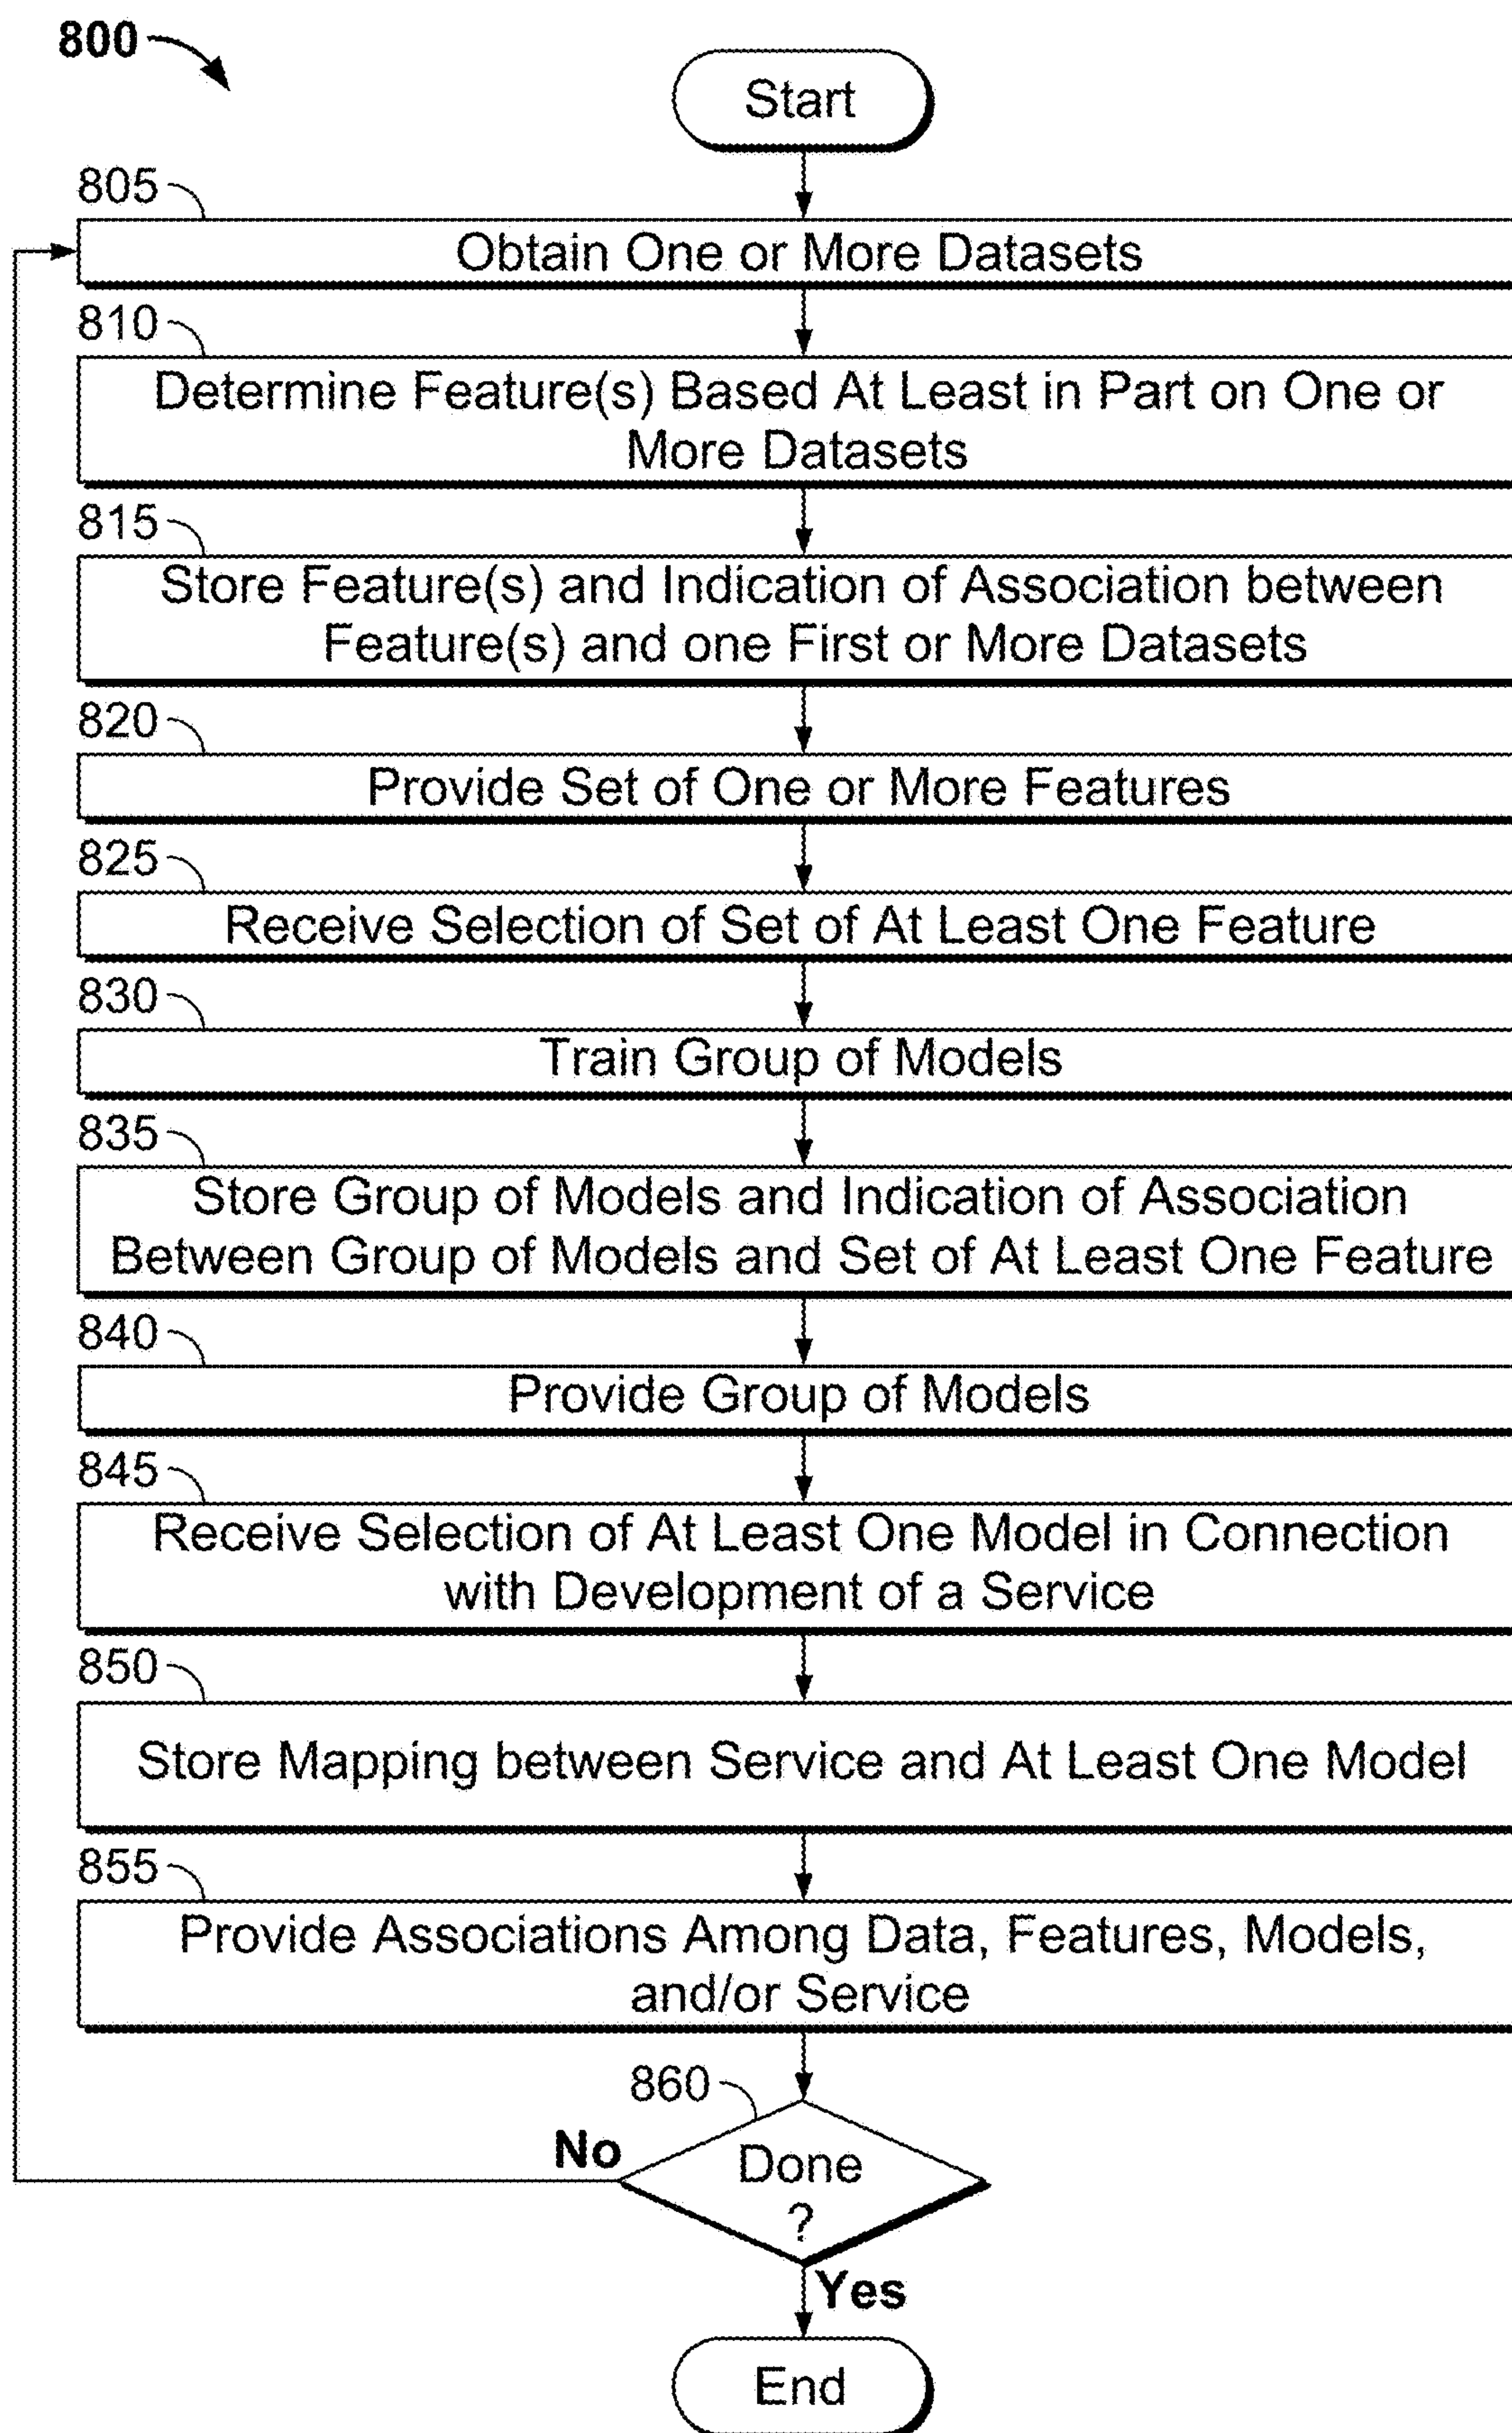 800
Start
805
Obtain One or More Datasets
810
Determine Feature(s) Based At Least in Part on One or
More Datasets
815
Store Feature(s) and Indication of Association between
Feature(s) and one First or More Datasets
820
Provide Set of One or More Features
825
Receive Selection of Set of At Least One Feature
830
Train Group of Models
835
Store Group of Models and Indication of Association
Between Group of Models and Set of At Least One Feature
840
Provide Group of Models
845
Receive Selection of At Least One Model in Connection
with Development of a Service
850
Store Mapping between Service and At Least One Model
855
Provide Associations Among Data, Features, Models,
and/or Service
860
No
Done
?
Yes
End